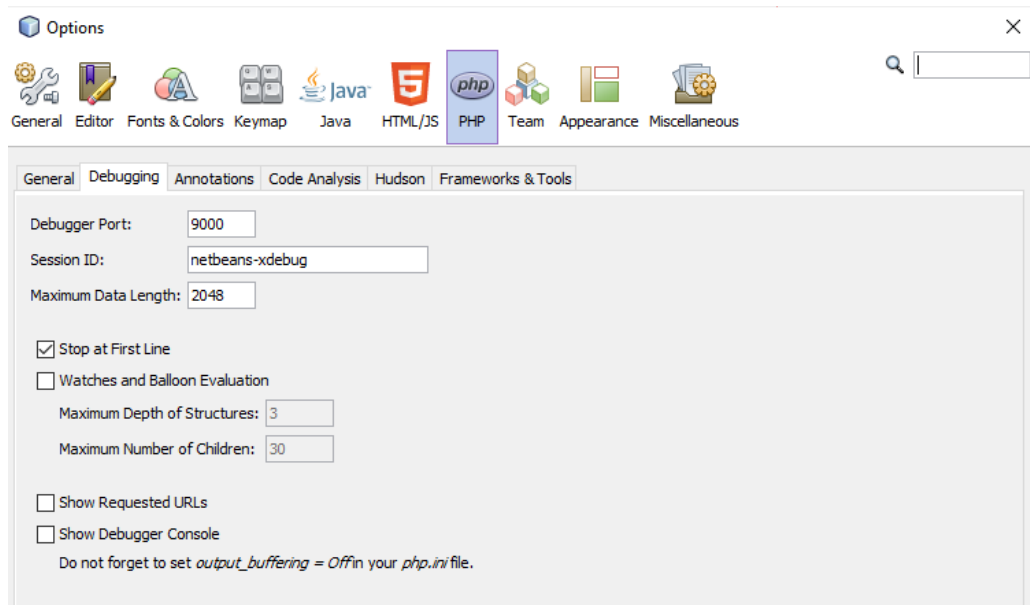 Options
General Editor Fonts & Colors Keymap Java HTML/JS PHP Team Appearance Miscellaneous
General Debugging Annotations Code Analysis Hudson Frameworks & Tools
Debugger Port: 9000
Session ID: netbeans-xdebug
Maximum Data Length: 2048
Stop at First Line
Watches and Balloon Evaluation
Maximum Depth of Structures: 3
Maximum Number of Children: 30
Show Requested URLs
Show Debugger Console
Do not forget to set output_buffering = Off in your php.ini file.